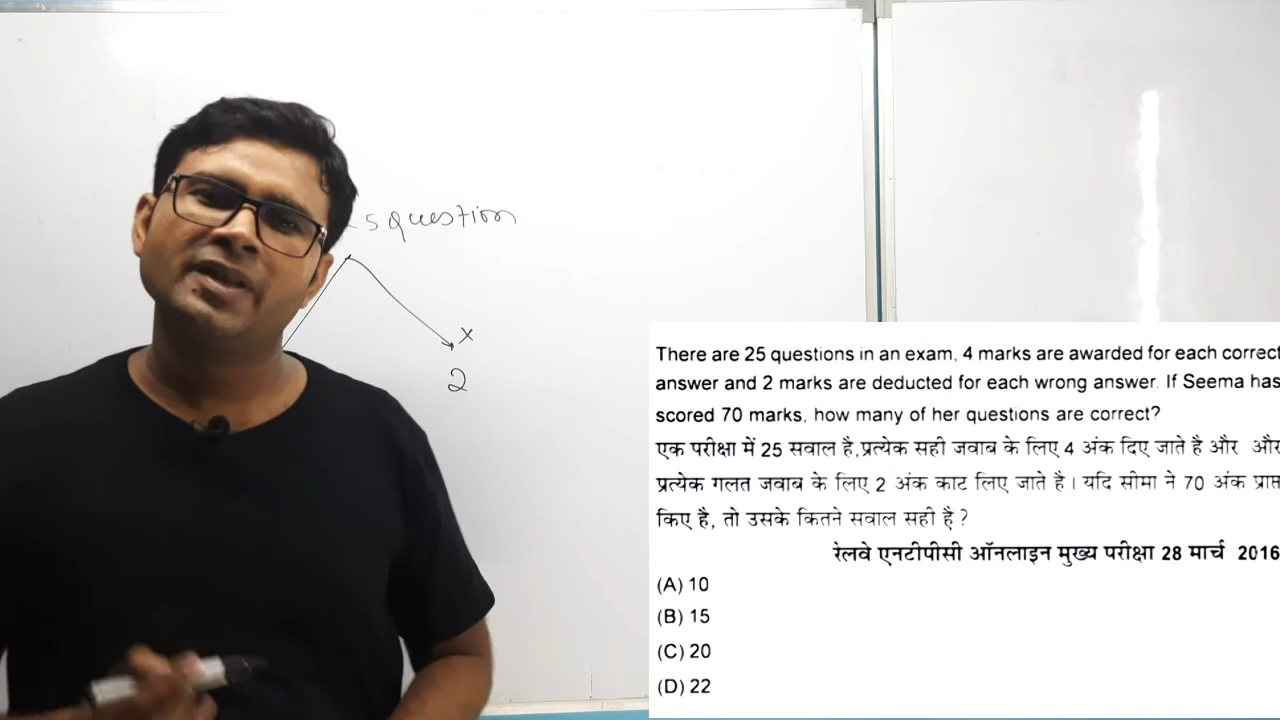 5 question
x
2
There are 25 questions in an exam, 4 marks are awarded for each correct
answer and 2 marks are deducted for each wrong answer. If Seema has
scored 70 marks, how many of her questions are correct?
एक परीक्षा में 25 सवाल है,प्रत्येक सही जवाब के लिए 4 अंक दिए जाते है और और
प्रत्येक गलत जवाब के लिए 2 अंक काट लिए जाते है। यदि सीमा ने 70 अंक प्राप्त
किए है, तो उसके कितने सवाल सही है ?
रेलवे एनटीपीसी ऑनलाइन मुख्य परीक्षा 28 मार्च 2016
(A) 10
(B) 15
(C) 20
(D) 22